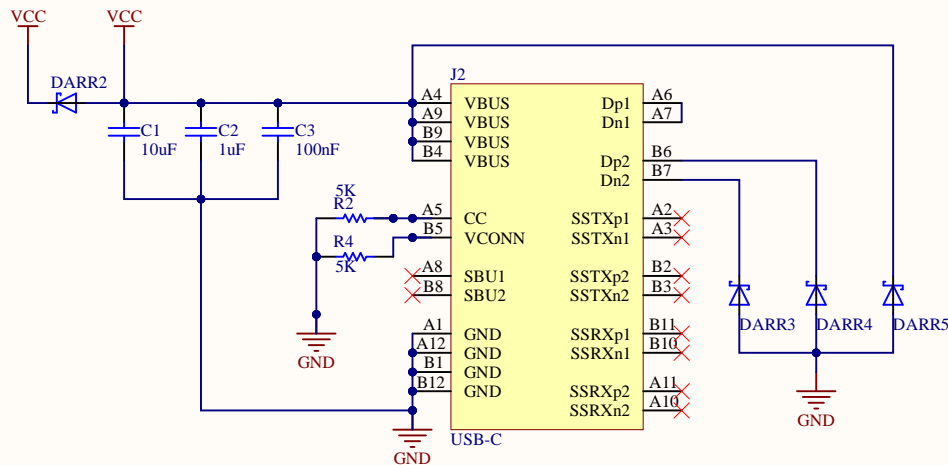 VCC
VCC
DARR2
C1
10uF
C2
1uF
C3
100nF
J2
A4 VBUS
A9 VBUS
B9 VBUS
B4 VBUS
5K
R2
A5 CC
B5 VCONN
R4
5K
A8 SBU1
B8 SBU2
A1 GND
A12 GND
B1 GND
B12 GND
Dp1 A6
Dn1 A7
Dp2 B6
Dn2 B7
SSTXp1 A2
SSTXn1 A3
SSTXp2 B2
SSTXn2 B3
SSRXp1 B11
SSRXn1 B10
SSRXp2 A11
SSRXn2 A10
USB-C
GND
GND
DARR3
DARR4
DARR5
GND